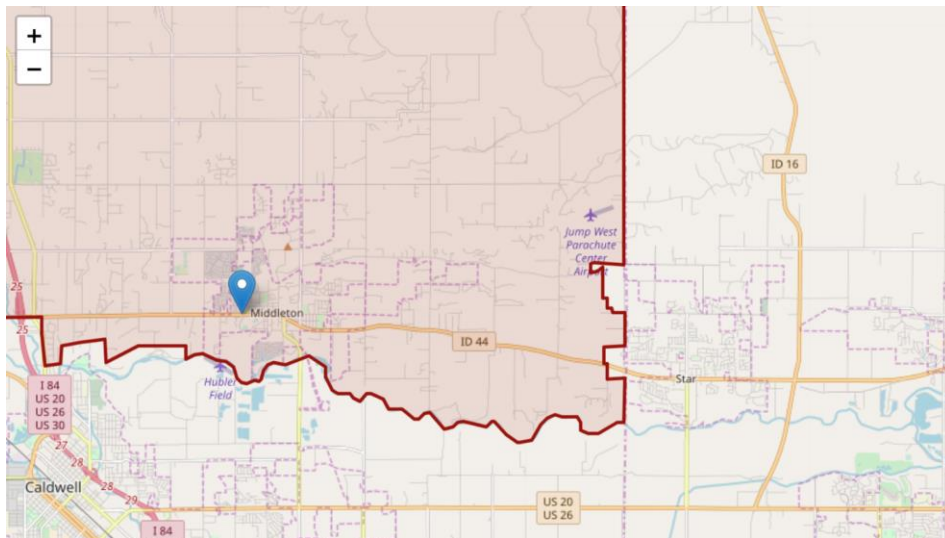 +
−
ID 16
Jump West
Parachute
Center
Airport
25
25
Middleton
ID 44
Star
Hubler
Field
I 84
US 20
US 26
US 30
27
28
28
29
Caldwell
US 20
US 26
I 84